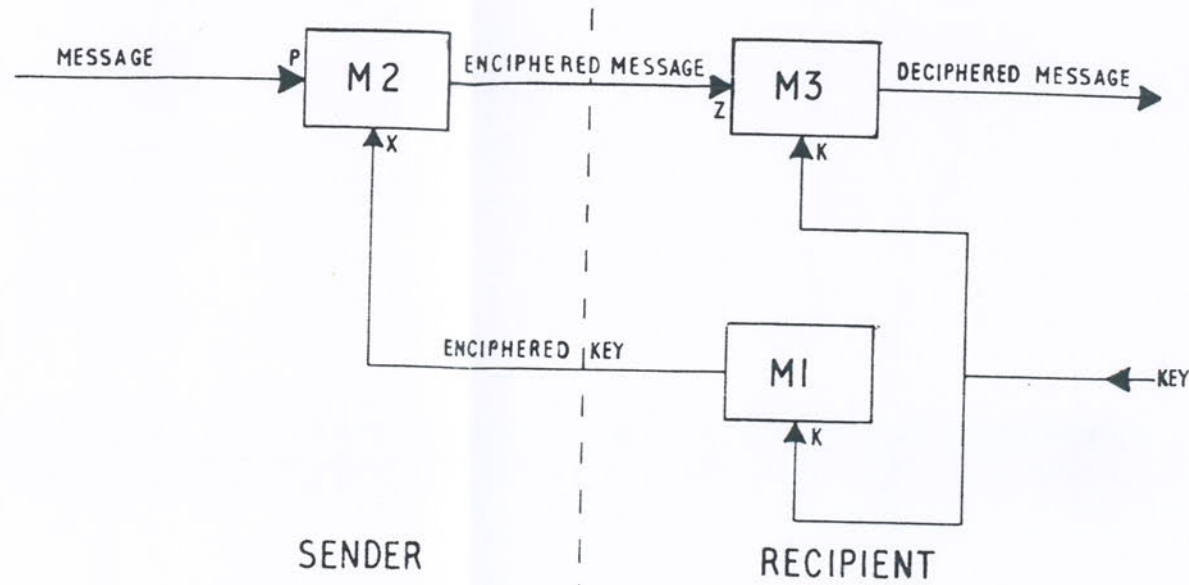 MESSAGE
P
M2
X
ENCIPHERED MESSAGE
Z
M3
K
DECIPHERED MESSAGE
ENCIPHERED KEY
M1
K
KEY
SENDER
RECIPIENT